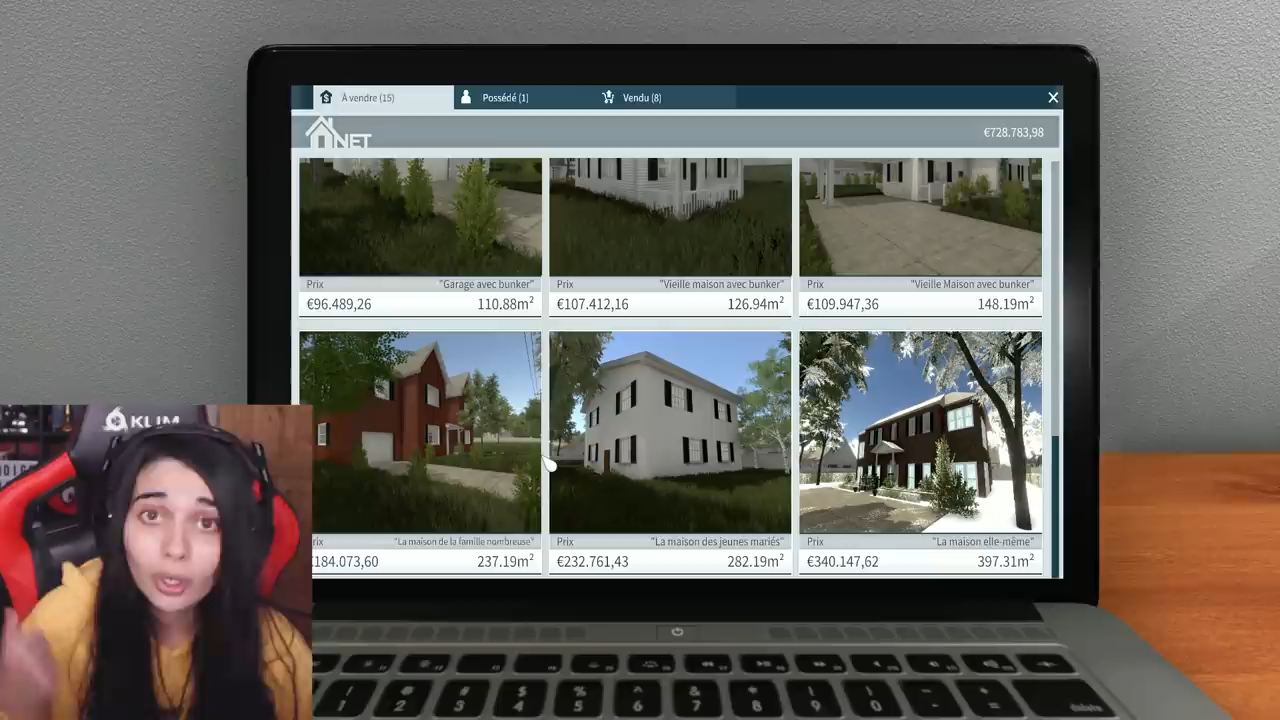 À vendre (15)
Possédé (1)
Vendu (8)
NET
€728.783,98
Prix "Garage avec bunker"
€96.489,26 110.88m²
Prix "Vieille maison avec bunker"
€107.412,16 126.94m²
Prix "Vieille Maison avec bunker"
€109.947,36 148.19m²
KLIM
"La maison de la famille nombreuse"
184.073,60 237.19m²
Prix "La maison des jeunes mariés"
€232.761,43 282.19m²
Prix "La maison elle-même"
€340.147,62 397.31m²
delete